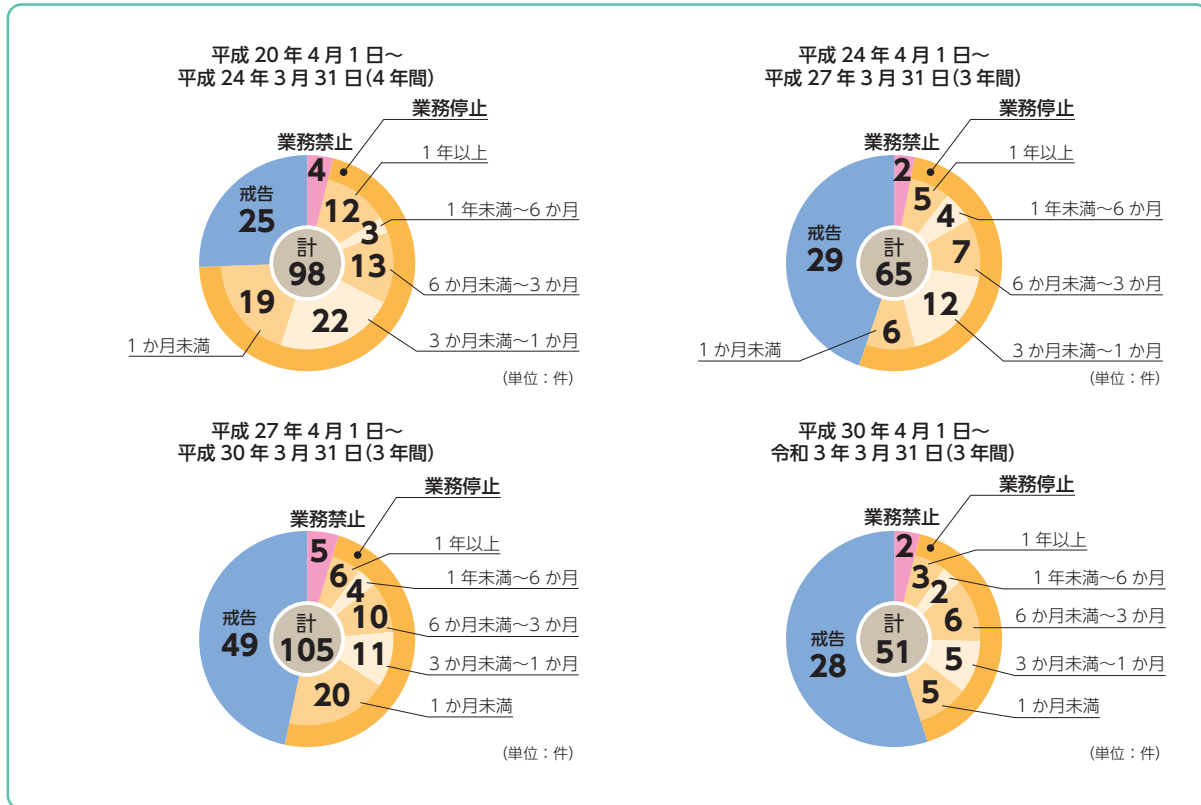 平成 20 年 4 月 1 日～
平成 24 年 3 月 31 日（4 年間）
業務停止
業務禁止
1 年以上
4
戒告
25
12
1 年未満～6 か月
3
計
98
13
6 か月未満～3 か月
19
22
3 か月未満～1 か月
1 か月未満
（単位：件）
平成 24 年 4 月 1 日～
平成 27 年 3 月 31 日（3 年間）
業務停止
業務禁止
1 年以上
2
5
1 年未満～6 か月
4
戒告
29
計
65
7
6 か月未満～3 か月
12
6
1 か月未満
3 か月未満～1 か月
（単位：件）
平成 27 年 4 月 1 日～
平成 30 年 3 月 31 日（3 年間）
業務停止
業務禁止
1 年以上
5
6
1 年未満～6 か月
4
戒告
49
計
105
10
6 か月未満～3 か月
11
3 か月未満～1 か月
20
1 か月未満
（単位：件）
平成 30 年 4 月 1 日～
令和 3 年 3 月 31 日（3 年間）
業務停止
業務禁止
1 年以上
2
3
1 年未満～6 か月
2
6
6 か月未満～3 か月
戒告
28
計
51
5
3 か月未満～1 か月
5
1 か月未満
（単位：件）